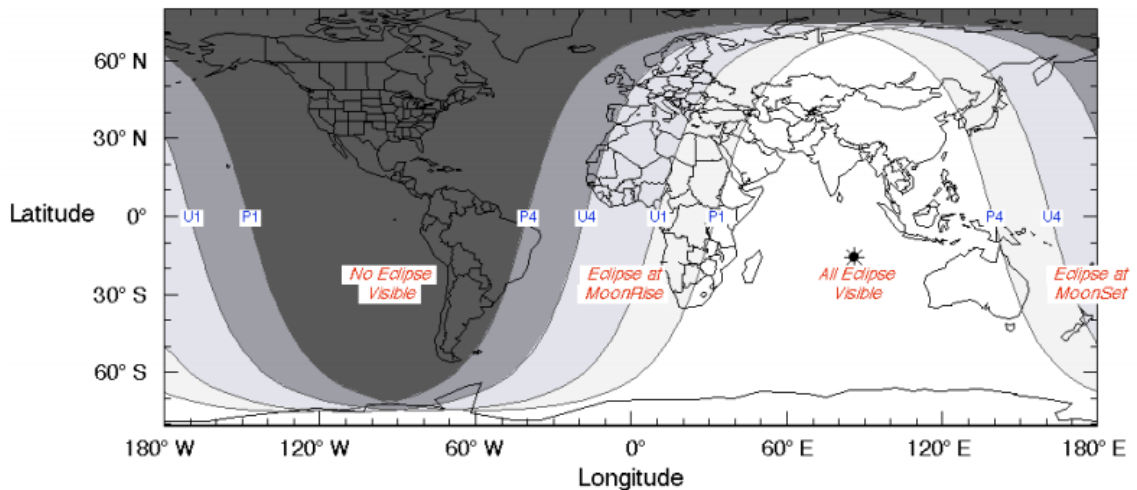 60° N
30° N
Latitude
0°
30° S
60° S
U1
P1
P4
U4
U1
P1
P4
U4
No Eclipse
Visible
Eclipse at
MoonRise
All Eclipse
Visible
Eclipse at
MoonSet
180° W
120° W
60° W
0°
60° E
120° E
180° E
Longitude